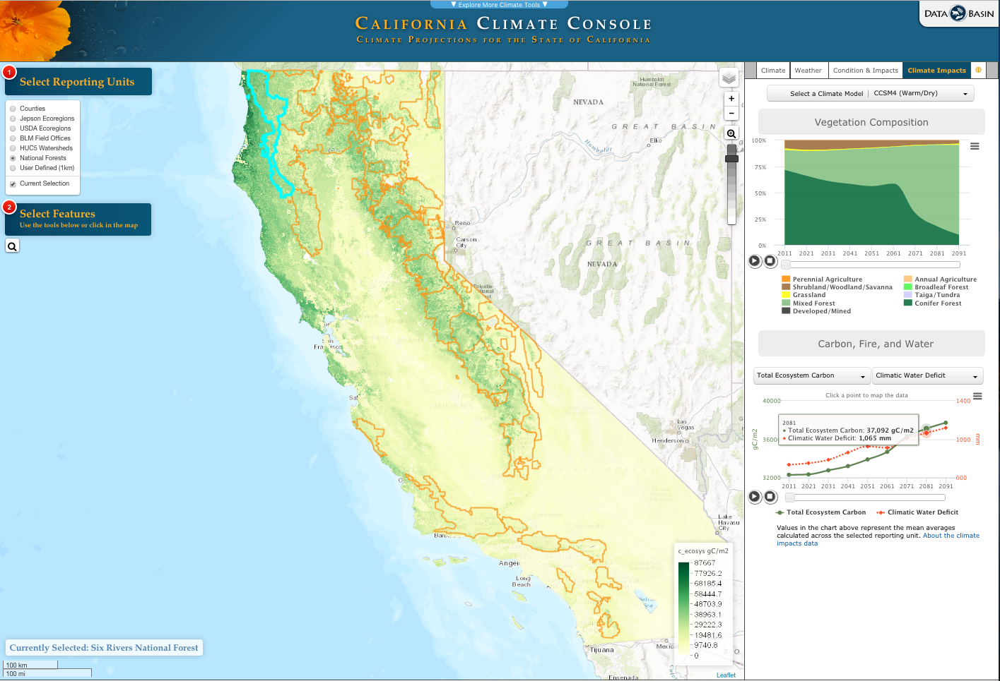 ▼ Explore More Climate Tools ▼
CALIFORNIA CLIMATE CONSOLE
CLIMATE PROJECTIONS FOR THE STATE OF CALIFORNIA
DATA BASIN
1
Select Reporting Units
Counties
Jepson Ecoregions
USDA Ecoregions
BLM Field Offices
HUC5 Watersheds
National Forests
User Defined (1km)
Current Selection
2
Select Features
Use the tools below or click in the map
Humboldt
National Forest
NEVADA
GREAT BASIN
Elko
Humboldt
Reno
Carson
City
GREAT BASIN
NEVADA
Toiyabe
San
Francisco
CALIFORNIA
Las
Vegas
Henderson
MOJAVE DESERT
Lake
Havasu
City
Barba
Angel
Long
Beach
Salton
Sea
Tijuana
Mexic
Ensenada
+
−
c_ecosys gC/m2
87667
77926.2
68185.4
58444.7
48703.9
38963.1
29222.3
19481.6
9740.8
0
Leaflet
Currently Selected: Six Rivers National Forest
100 km
100 mi
Climate
Weather
Condition & Impacts
Climate Impacts
Select a Climate Model | CCSM4 (Warm/Dry)
Vegetation Composition
100%
75%
50%
25%
0%
2011 2021 2031 2041 2051 2061 2071 2081 2091
Perennial Agriculture
Annual Agriculture
Shrubland/Woodland/Savanna
Broadleaf Forest
Grassland
Taiga/Tundra
Mixed Forest
Conifer Forest
Developed/Mined
Carbon, Fire, and Water
Total Ecosystem Carbon
Climatic Water Deficit
Click a point to map the data
40000
1400
2081
Total Ecosystem Carbon: 37,092 gC/m2
Climatic Water Deficit: 1,065 mm
gC/m2
36000
1000
mm
32000
600
2011 2021 2031 2041 2051 2061 2071 2081 2091
Total Ecosystem Carbon
Climatic Water Deficit
Values in the chart above represent the mean averages
calculated across the selected reporting unit. About the climate
impacts data